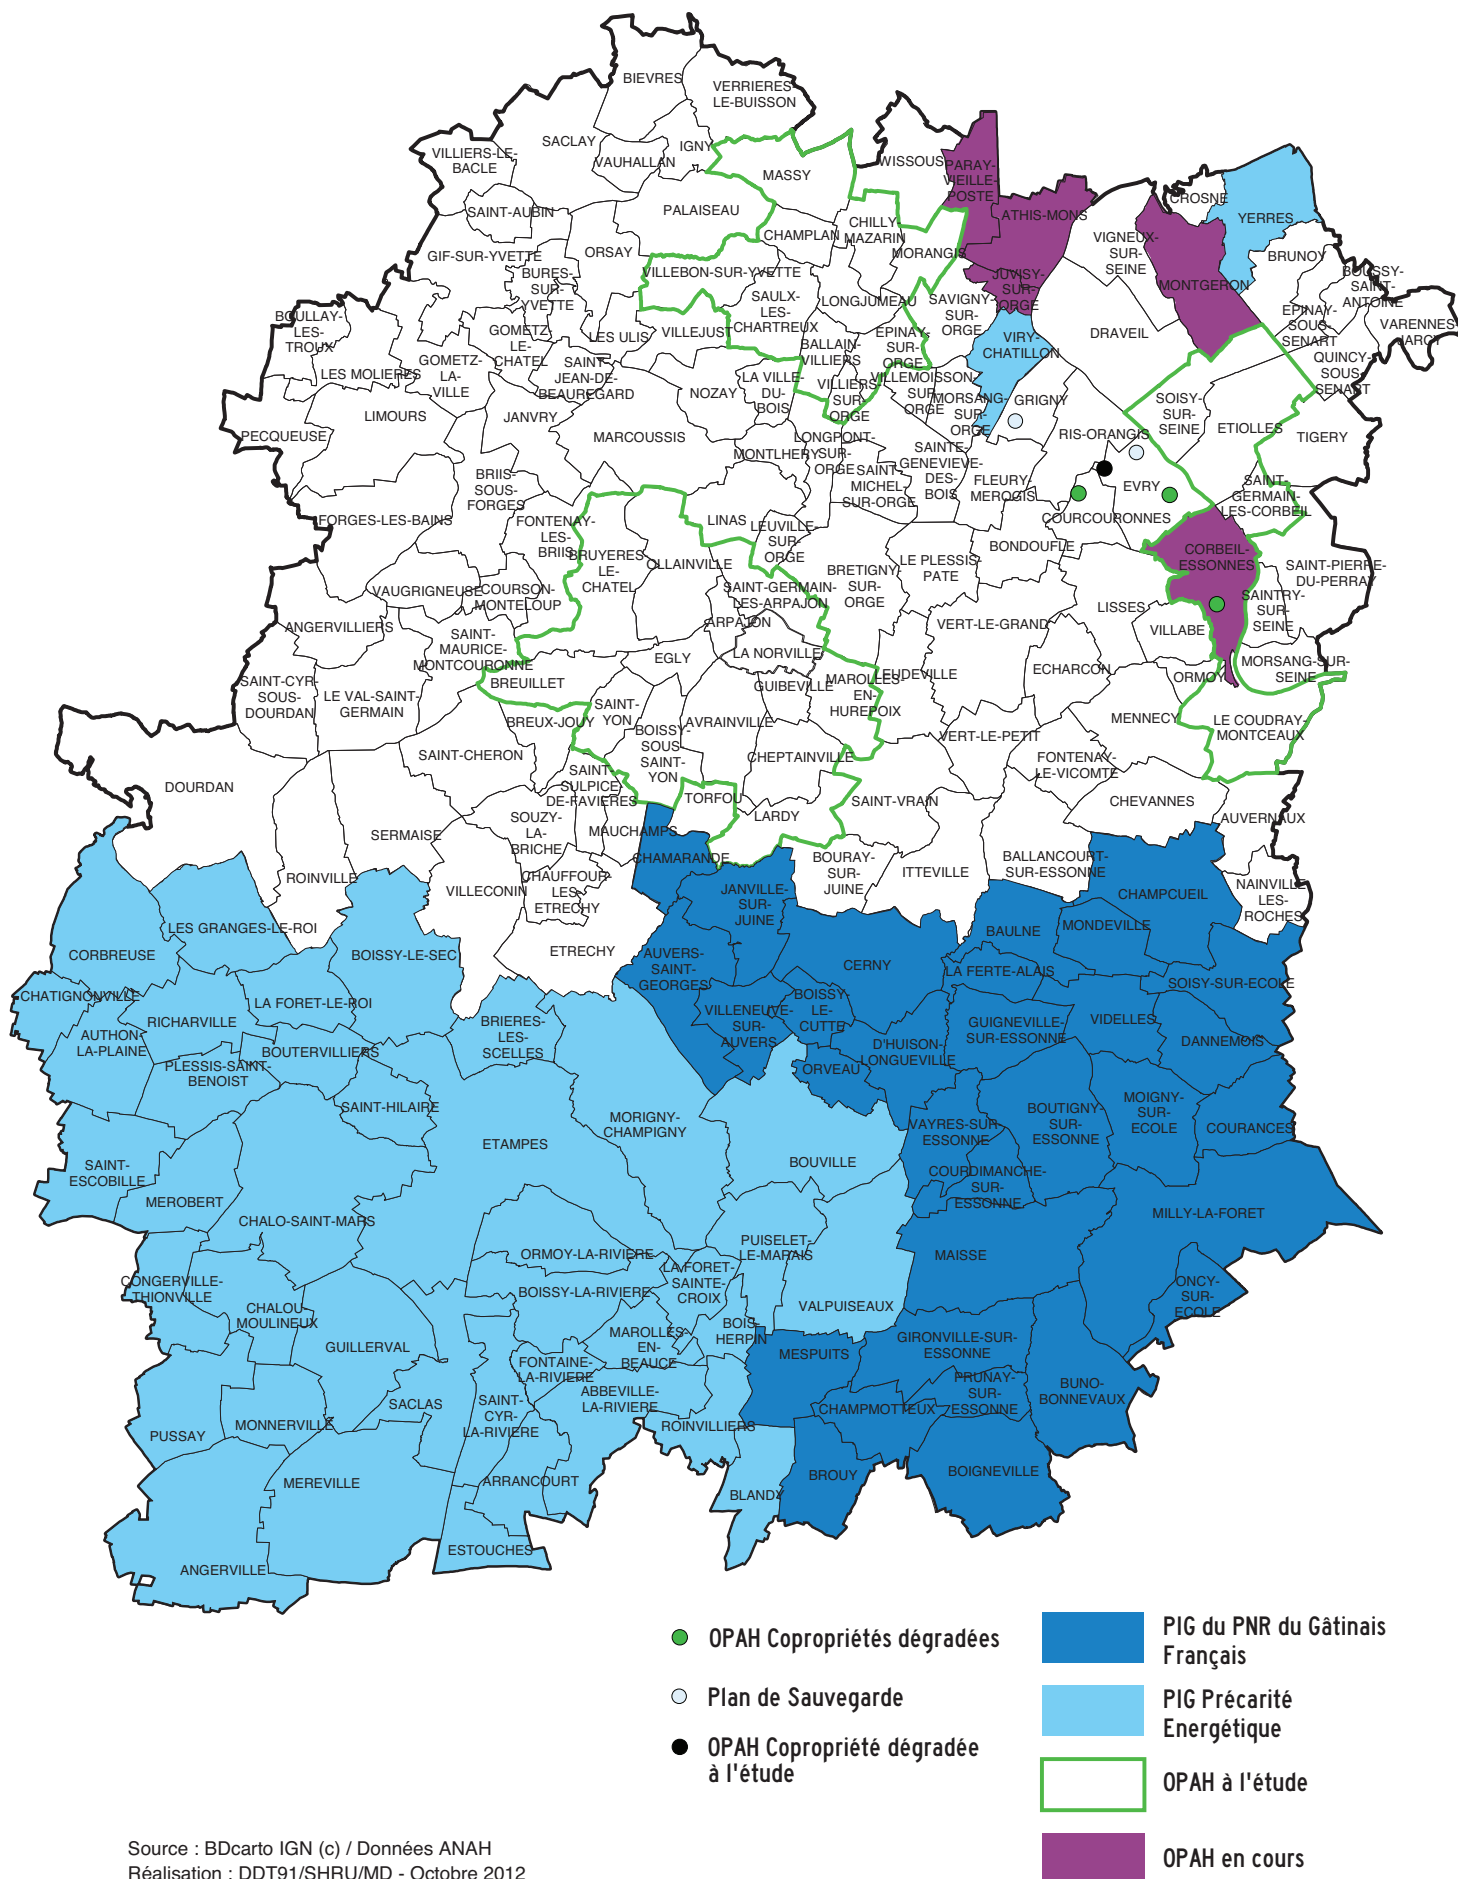 BIEVRES
VERRIERES
LE-BUISSON
SACLAY
IGNY
VILLIERS-LE-
BACLE
VAUHALLAN
WISSOUS
PARAY-
VIEILLE-
POSTE
MASSY
CROSNE
SAINT-AUBIN
PALAISEAU
ATHIS-MONS
YERRES
CHILLY-
MAZARIN
CHAMPLAN
VIGNEUX-
SUR-
SEINE
GIF-SUR-YVETTE
ORSAY
MORANGIS
BRUNOY
BURES-
SUR-
YVETTE
VILLEBON-SUR-YVETTE
JUVISY-
SUR-
ORGE
MONTGERON
BOUSSY-
SAINT-
ANTOINE
SAULX-
LES-
CHARTREUX
LONGJUMEAU
SAVIGNY-
SUR-
ORGE
EPINAY-
SOUS-
SENART
VARENNES-
JARCY
BOULLAY-
LES-
TROUX
GOMETZ-
LE-
CHATEL
LES ULIS
VILLEJUST
EPINAY-
SUR-
ORGE
VIRY-
CHATILLON
DRAVEIL
BALLAIN-
VILLIERS
QUINCY-
SOUS-
SENART
LES MOLIERES
GOMETZ-
LA-
VILLE
SAINT-
JEAN-DE-
BEAUREGARD
NOZAY
LA VILLE-
DU-
BOIS
VILLIERS-
SUR-
ORGE
VILLEMOISSON-
SUR-
ORGE
MORSANG-
SUR-
ORGE
GRIGNY
SOISY-
SUR-
SEINE
LIMOURS
JANVRY
PECQUEUSE
MARCOUSSIS
LONGPONT-
SUR-
ORGE
RIS-ORANGIS
ETIOLLES
TIGERY
MONTLHERY
SAINTE-
GENEVIEVE-
DES-
BOIS
SAINT-
MICHEL-
SUR-ORGE
BRIIS-
SOUS-
FORGES
FLEURY-
MEROGIS
EVRY
SAINT-
GERMAIN-
LES-CORBEIL
FORGES-LES-BAINS
FONTENAY-
LES-
BRIIS
LINAS
LEUVILLE-
SUR-
ORGE
COURCOURONNES
BRUYERES-
LE-
CHATEL
OLLAINVILLE
LE PLESSIS-
PATE
BONDOUFLE
CORBEIL-
ESSONNES
SAINT-PIERRE-
DU-PERRAY
VAUGRIGNEUSE
COURSON-
MONTELOUP
SAINT-GERMAIN-
LES-ARPAJON
BRETIGNY-
SUR-
ORGE
SAINTRY-
SUR-
SEINE
ANGERVILLIERS
ARPAJON
VERT-LE-GRAND
LISSES
VILLABE
SAINT-
MAURICE-
MONTCOURONNE
EGLY
LA NORVILLE
ECHARCON
MORSANG-SUR-
SEINE
SAINT-CYR-
SOUS-
DOURDAN
LE VAL-SAINT-
GERMAIN
BREUILLET
GUIBEVILLE
MAROLLES-
EN-
HUREPOIX
LEUDEVILLE
ORMOY
BREUX-JOUY
SAINT-
YON
AVRAINVILLE
MENNECY
LE COUDRAY-
MONTCEAUX
BOISSY-
SOUS-
SAINT-
YON
VERT-LE-PETIT
SAINT-CHERON
CHEPTAINVILLE
FONTENAY-
LE-VICOMTE
DOURDAN
SAINT-
SULPICE-
DE-FAVIERES
TORFOU
SAINT-VRAIN
CHEVANNES
SOUZY-
LA-
BRICHE
MAUCHAMPS
LARDY
AUVERNAUX
SERMAISE
CHAMARANDE
BOURAY-
SUR-
JUINE
ITTEVILLE
BALLANCOURT-
SUR-ESSONNE
ROINVILLE
VILLECONIN
CHAUFFOUR-
LES-
ETRECHY
JANVILLE-
SUR-
JUINE
CHAMPCUEIL
NAINVILLE-
LES-
ROCHES
LES GRANGES-LE-ROI
BAULNE
MONDEVILLE
CORBREUSE
BOISSY-LE-SEC
ETRECHY
AUVERS-
SAINT-
GEORGES
CERNY
LA FERTE-ALAIS
SOISY-SUR-ECOLE
CHATIGNONVILLE
LA FORET-LE-ROI
RICHARVILLE
BRIERES-
LES-
SCELLES
VILLENEUVE-
SUR-
AUVERS
BOISSY-
LE-
CUTTE
GUIGNEVILLE-
SUR-ESSONNE
VIDELLES
AUTHON-
LA-PLAINE
BOUTERVILLIERS
D'HUISON-
LONGUEVILLE
DANNEMOIS
PLESSIS-SAINT-
BENOIST
ORVEAU
SAINT-HILAIRE
MORIGNY-
CHAMPIGNY
BOUTIGNY-
SUR-
ESSONNE
MOIGNY-
SUR-
ECOLE
ETAMPES
VAYRES-SUR-
ESSONNE
COURANCES
SAINT-
ESCOBILLE
BOUVILLE
COURDIMANCHE-
SUR-
ESSONNE
MEROBERT
CHALO-SAINT-MARS
MILLY-LA-FORET
ORMOY-LA-RIVIERE
PUISELET-
LE-MARAIS
MAISSE
CONGERVILLE-
THIONVILLE
LA FORET-
SAINTE-
CROIX
ONCY-
SUR-
ECOLE
BOISSY-LA-RIVIERE
VALPUISEAUX
CHALOU-
MOULINEUX
BOIS-
HERPIN
GUILLERVAL
MAROLLES-
EN-
BEAUCE
MESPUITS
GIRONVILLE-SUR-
ESSONNE
FONTAINE-
LA-RIVIERE
PRUNAY-
SUR-
ESSONNE
BUNO-
BONNEVAUX
ABBEVILLE-
LA-RIVIERE
SACLAS
SAINT-
CYR-
LA-RIVIERE
CHAMPMOTTEUX
MONNERVILLE
ROINVILLIERS
PUSSAY
MEREVILLE
ARRANCOURT
BROUY
BOIGNEVILLE
BLANDY
ESTOUCHES
ANGERVILLE
OPAH Copropriétés dégradées
Plan de Sauvegarde
OPAH Copropriété dégradée
à l'étude
PIG du PNR du Gâtinais
Français
PIG Précarité
Energétique
OPAH à l'étude
OPAH en cours
Source : BDcarto IGN (c) / Données ANAH
Réalisation : DDT91/SHRU/MD - Octobre 2012